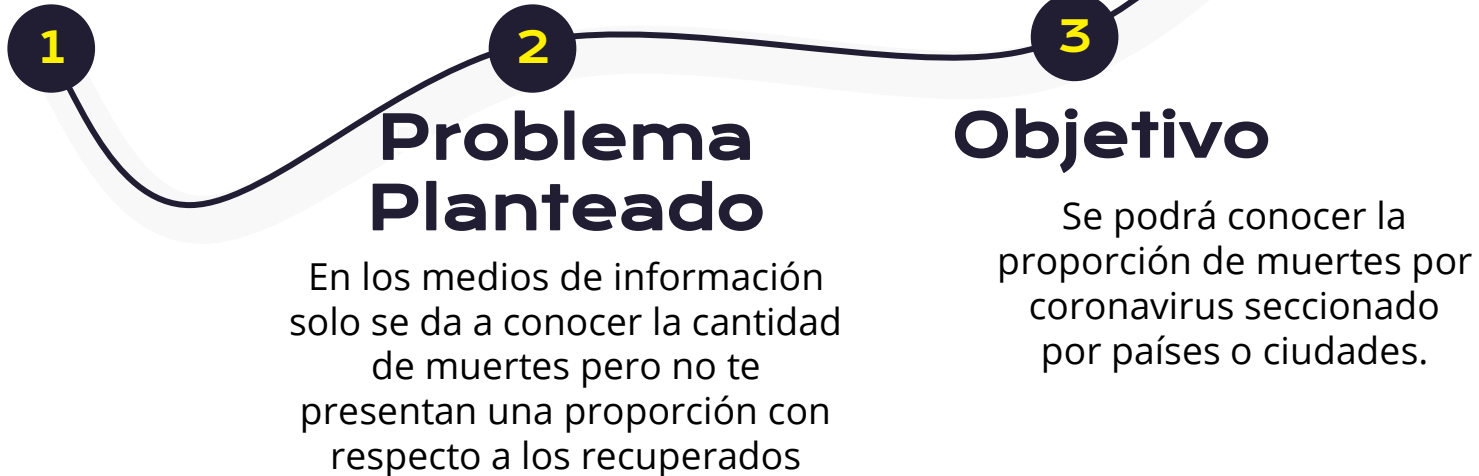 1
2
Problema
Planteado
En los medios de información
solo se da a conocer la cantidad
de muertes pero no te
presentan una proporción con
respecto a los recuperados
3
Objetivo
Se podrá conocer la
proporción de muertes por
coronavirus seccionado
por países o ciudades.